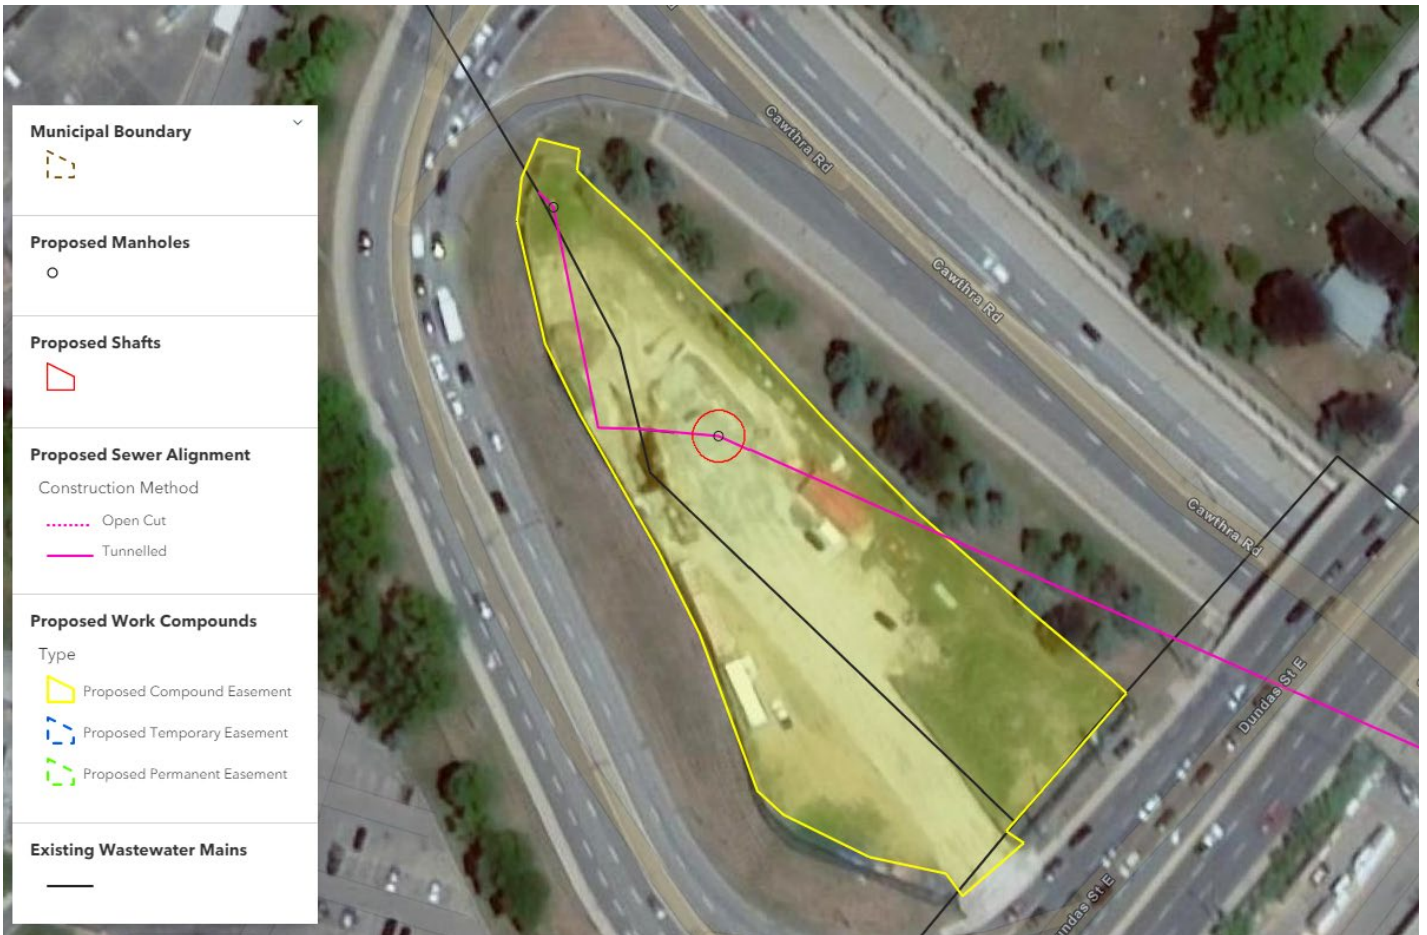 Municipal Boundary
Proposed Manholes
Proposed Shafts
Proposed Sewer Alignment
Construction Method
Open Cut
Tunnelled
Proposed Work Compounds
Type
Proposed Compound Easement
Proposed Temporary Easement
Proposed Permanent Easement
Existing Wastewater Mains
Cawthra Rd
Cawthra Rd
Cawthra Rd
Dundas St E
undas St E